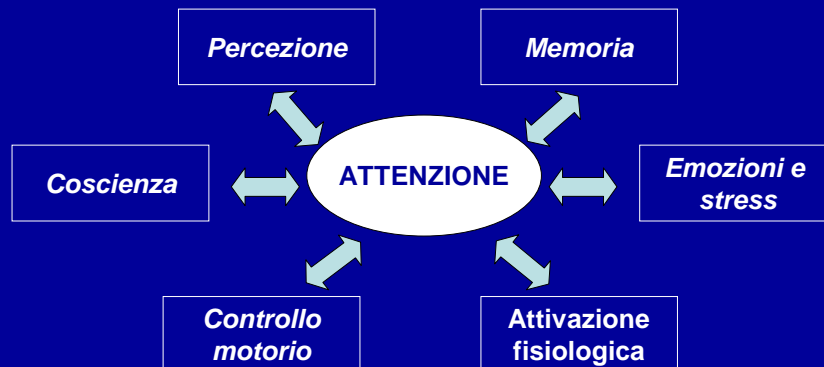 Percezione
Memoria
Coscienza
ATTENZIONE
Emozioni e
stress
Controllo
motorio
Attivazione
fisiologica